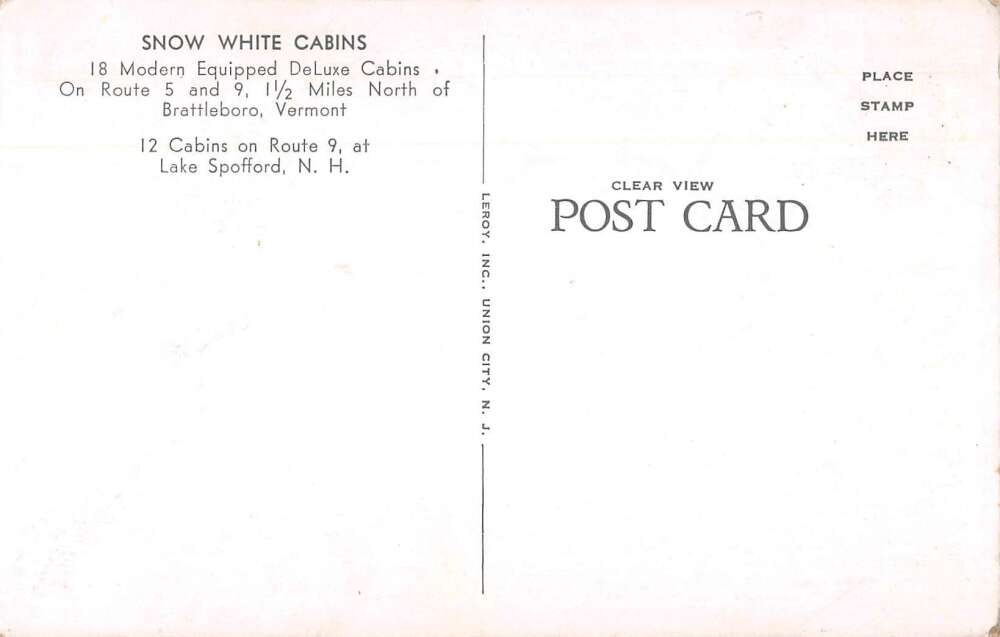 SNOW WHITE CABINS
18 Modern Equipped DeLuxe Cabins
On Route 5 and 9, 1½ Miles North of
Brattleboro, Vermont
12 Cabins on Route 9, at
Lake Spofford, N. H.
LEROY, INC., UNION CITY, N. J.
PLACE
STAMP
HERE
CLEAR VIEW
POST CARD